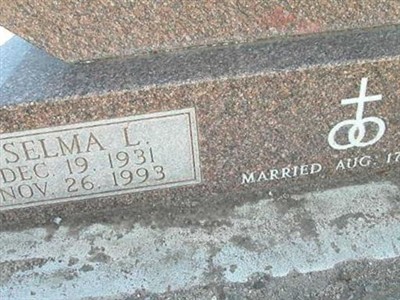 SELMA L.
DEC 19 1931
NOV. 26. 1993
MARRIED AUG. 17